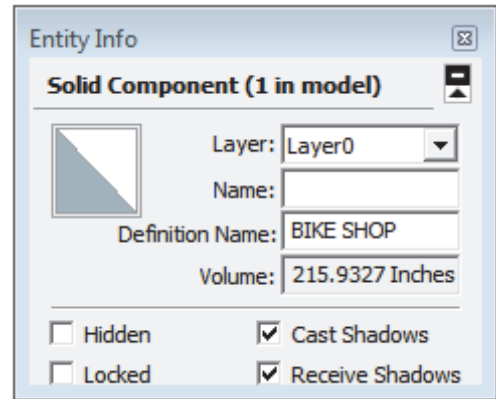 Entity Info
Solid Component (1 in model)
Layer: Layer0
Name:
Definition Name: BIKE SHOP
Volume: 215.9327 Inches
Hidden Cast Shadows
Locked Receive Shadows